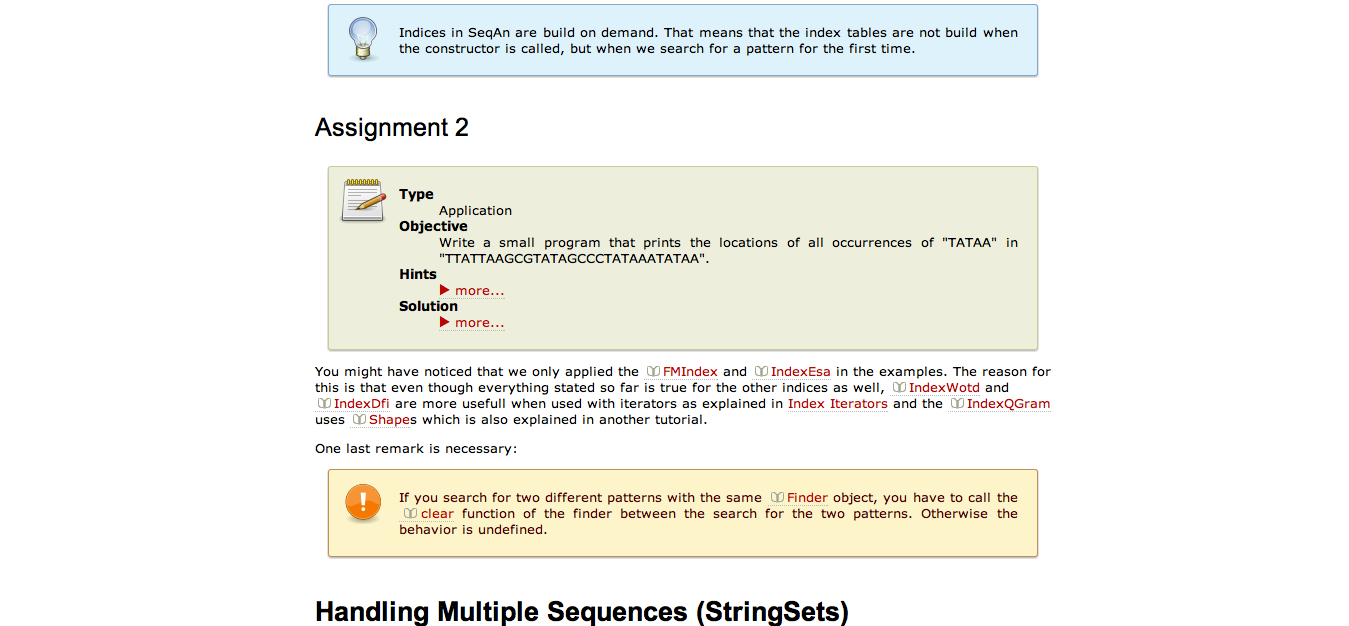 Indices in SeqAn are build on demand. That means that the index tables are not build when
the constructor is called, but when we search for a pattern for the first time.
Assignment 2
Type
Application
Objective
Write a small program that prints the locations of all occurrences of "TATAA" in
"TTATTAAGCGTATAGCCCTATAAATATAA".
Hints
▶ more...
Solution
▶ more...
You might have noticed that we only applied the FMIndex and IndexEsa in the examples. The reason for
this is that even though everything stated so far is true for the other indices as well, IndexWotd and
IndexDfi are more usefull when used with iterators as explained in Index Iterators and the IndexQGram
uses Shapes which is also explained in another tutorial.
One last remark is necessary:
If you search for two different patterns with the same Finder object, you have to call the
clear function of the finder between the search for the two patterns. Otherwise the
behavior is undefined.
Handling Multiple Sequences (StringSets)